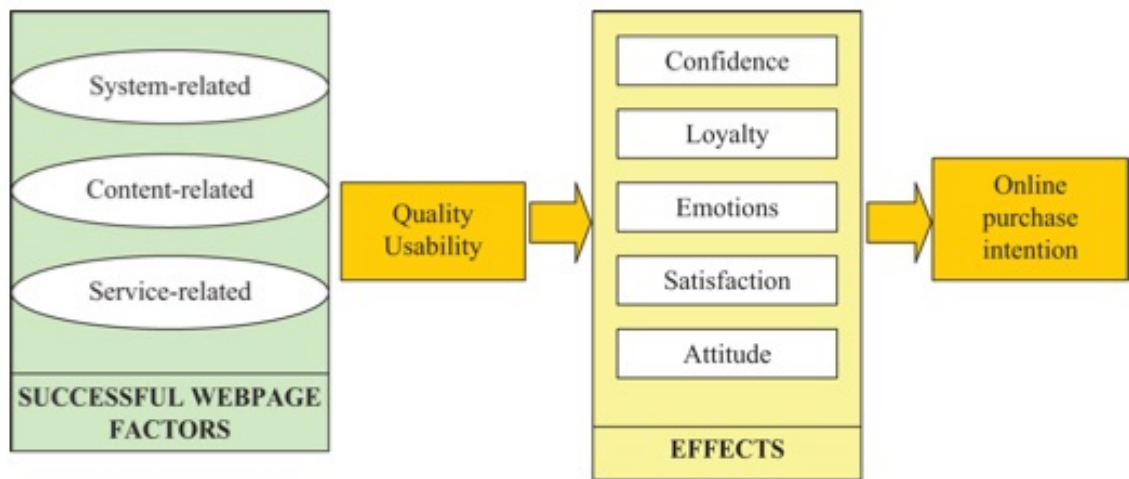 System-related
Content-related
Service-related
SUCCESSFUL WEBPAGE
FACTORS
Quality
Usability
Confidence
Loyalty
Emotions
Satisfaction
Attitude
EFFECTS
Online
purchase
intention